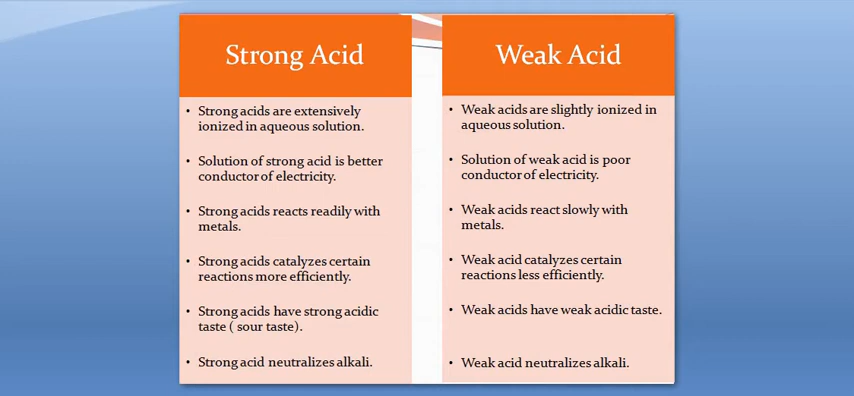 Strong Acid
• Strong acids are extensively
ionized in aqueous solution.
• Solution of strong acid is better
conductor of electricity.
• Strong acids reacts readily with
metals.
• Strong acids catalyzes certain
reactions more efficiently.
• Strong acids have strong acidic
taste ( sour taste).
• Strong acid neutralizes alkali.
Weak Acid
• Weak acids are slightly ionized in
aqueous solution.
• Solution of weak acid is poor
conductor of electricity.
• Weak acids react slowly with
metals.
• Weak acid catalyzes certain
reactions less efficiently.
• Weak acids have weak acidic taste.
• Weak acid neutralizes alkali.